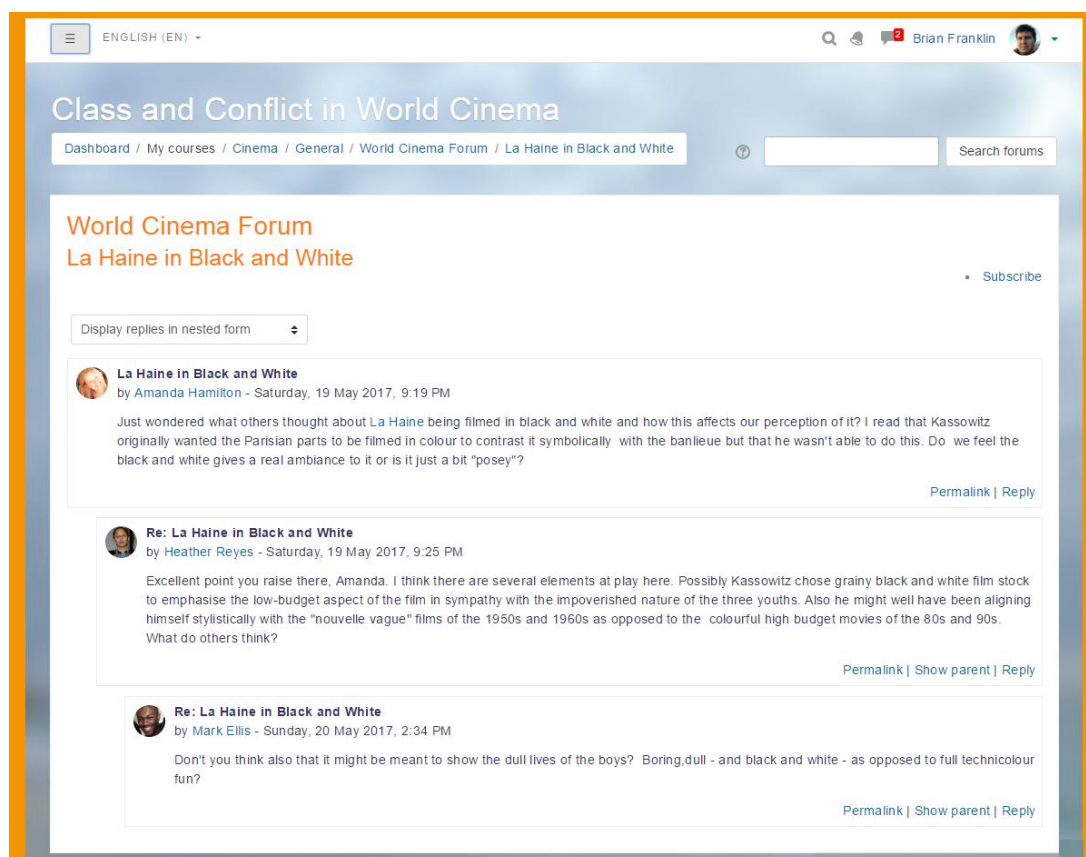 ☰ ENGLISH (EN)
2 Brian Franklin
Class and Conflict in World Cinema
Dashboard / My courses / Cinema / General / World Cinema Forum / La Haine in Black and White
? Search forums
World Cinema Forum
La Haine in Black and White
• Subscribe
Display replies in nested form
La Haine in Black and White
by Amanda Hamilton - Saturday, 19 May 2017, 9:19 PM
Just wondered what others thought about La Haine being filmed in black and white and how this affects our perception of it? I read that Kassowitz
originally wanted the Parisian parts to be filmed in colour to contrast it symbolically with the banlieue but that he wasn't able to do this. Do we feel the
black and white gives a real ambiance to it or is it just a bit "posey"?
Permalink | Reply
Re: La Haine in Black and White
by Heather Reyes - Saturday, 19 May 2017, 9:25 PM
Excellent point you raise there, Amanda. I think there are several elements at play here. Possibly Kassowitz chose grainy black and white film stock
to emphasise the low-budget aspect of the film in sympathy with the impoverished nature of the three youths. Also he might well have been aligning
himself stylistically with the "nouvelle vague" films of the 1950s and 1960s as opposed to the colourful high budget movies of the 80s and 90s.
What do others think?
Permalink | Show parent | Reply
Re: La Haine in Black and White
by Mark Ellis - Sunday, 20 May 2017, 2:34 PM
Don't you think also that it might be meant to show the dull lives of the boys? Boring,dull - and black and white - as opposed to full technicolour
fun?
Permalink | Show parent | Reply